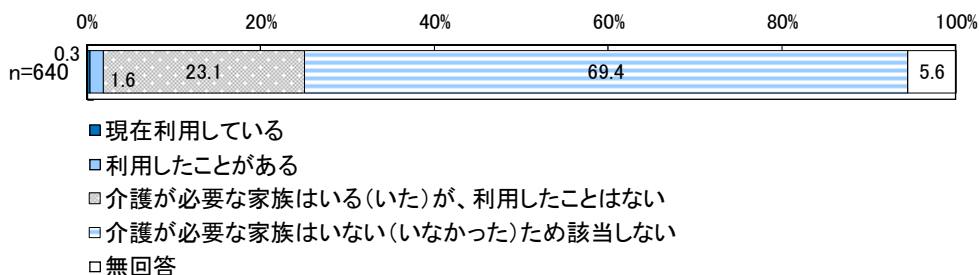 0% 20% 40% 60% 80% 100%
0.3
n=640 1.6 23.1 69.4 5.6
現在利用している
利用したことがある
介護が必要な家族はいる(いた)が、利用したことはない
介護が必要な家族はいない(いなかった)ため該当しない
無回答